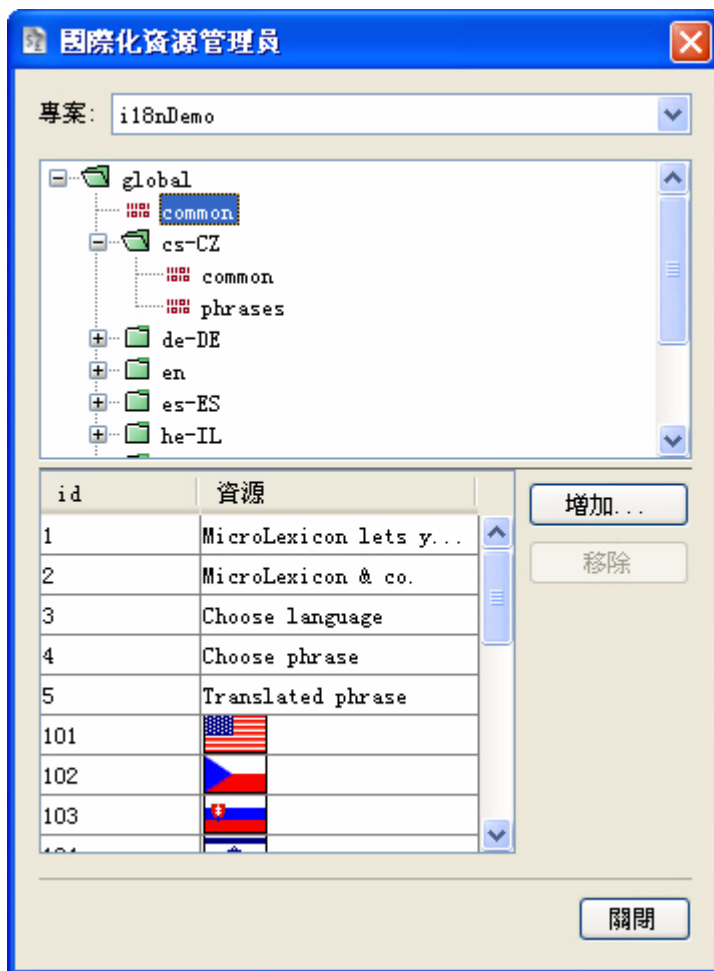 國際化資源管理员
專案: i18nDemo
global
common
cs-CZ
common
phrases
de-DE
en
es-ES
he-IL
id 資源
增加...
1 MicroLexicon lets y...
移除
2 MicroLexicon & co.
3 Choose language
4 Choose phrase
5 Translated phrase
101
102
103
關閉